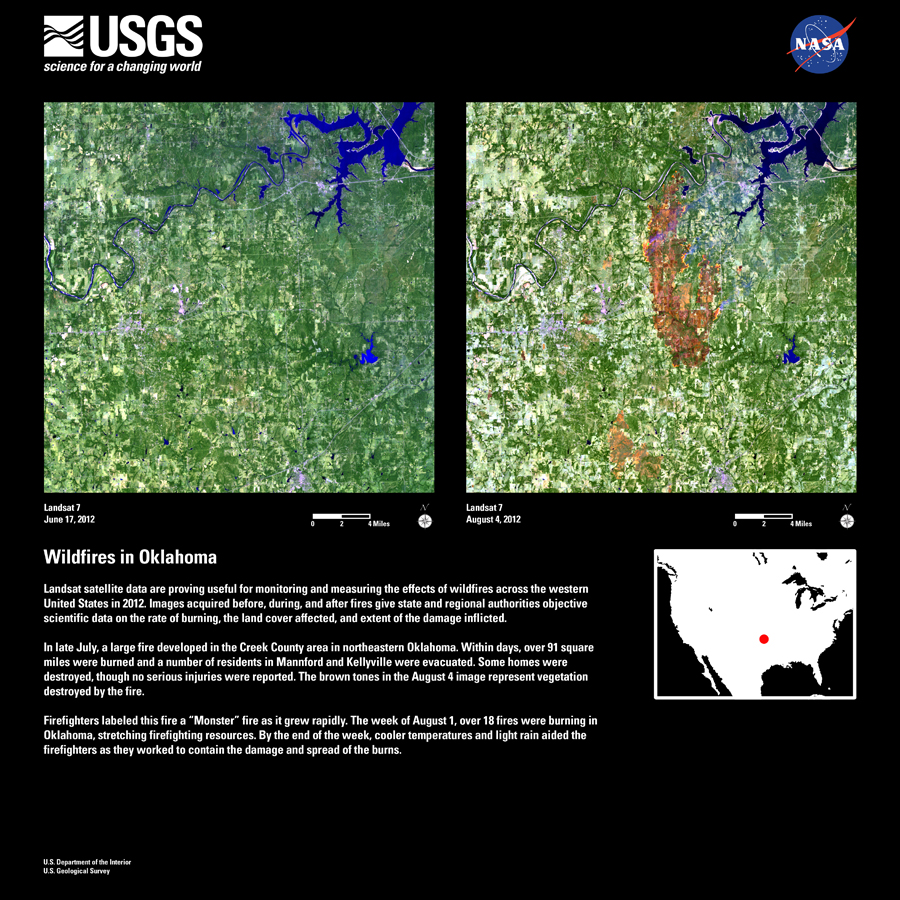 USGS
science for a changing world
NASA
Landsat 7
June 17, 2012
0 2 4 Miles
N
Landsat 7
August 4, 2012
0 2 4 Miles
N
Wildfires in Oklahoma
Landsat satellite data are proving useful for monitoring and measuring the effects of wildfires across the western
United States in 2012. Images acquired before, during, and after fires give state and regional authorities objective
scientific data on the rate of burning, the land cover affected, and extent of the damage inflicted.
In late July, a large fire developed in the Creek County area in northeastern Oklahoma. Within days, over 91 square
miles were burned and a number of residents in Mannford and Kellyville were evacuated. Some homes were
destroyed, though no serious injuries were reported. The brown tones in the August 4 image represent vegetation
destroyed by the fire.
Firefighters labeled this fire a “Monster” fire as it grew rapidly. The week of August 1, over 18 fires were burning in
Oklahoma, stretching firefighting resources. By the end of the week, cooler temperatures and light rain aided the
firefighters as they worked to contain the damage and spread of the burns.
U.S. Department of the Interior
U.S. Geological Survey